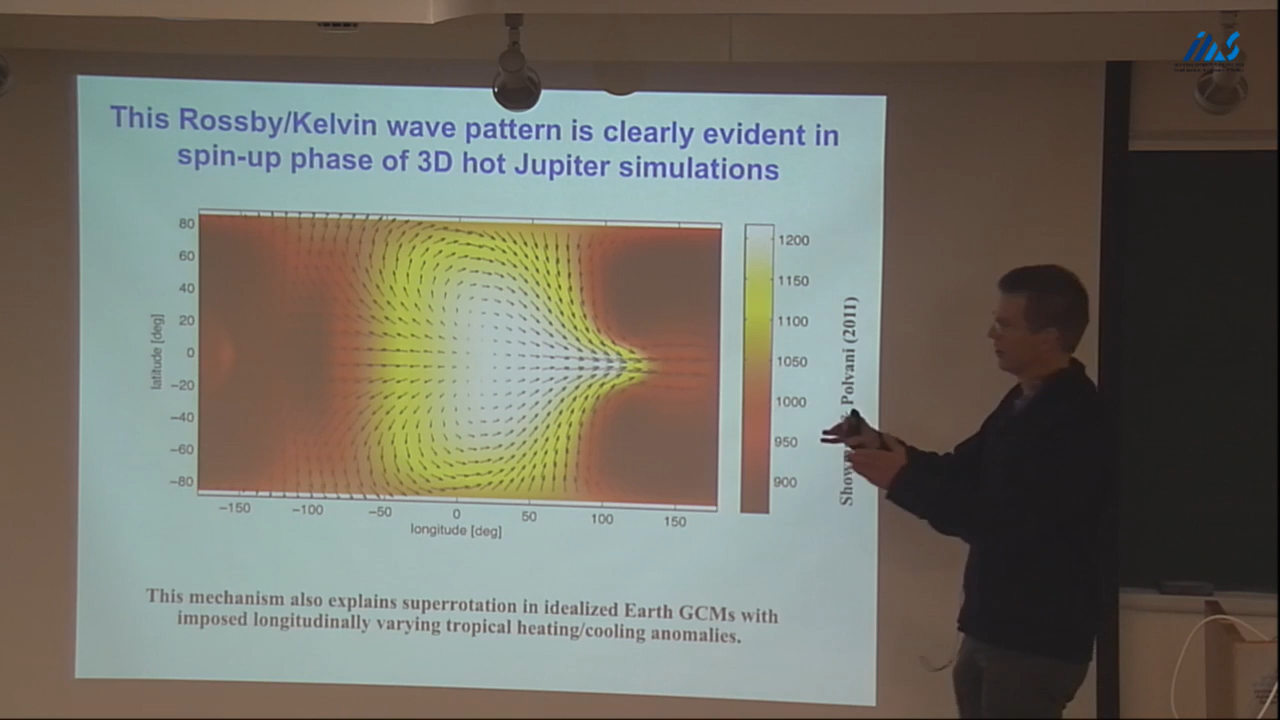 IAS
This Rossby/Kelvin wave pattern is clearly evident in
spin-up phase of 3D hot Jupiter simulations
80
60
40
20
0
−20
−40
−60
−80
latitude [deg]
−150 −100 −50 0 50 100 150
longitude [deg]
1200
1150
1100
1050
1000
950
900
Polvani (2011)
This mechanism also explains superrotation in idealized Earth GCMs with
imposed longitudinally varying tropical heating/cooling anomalies.